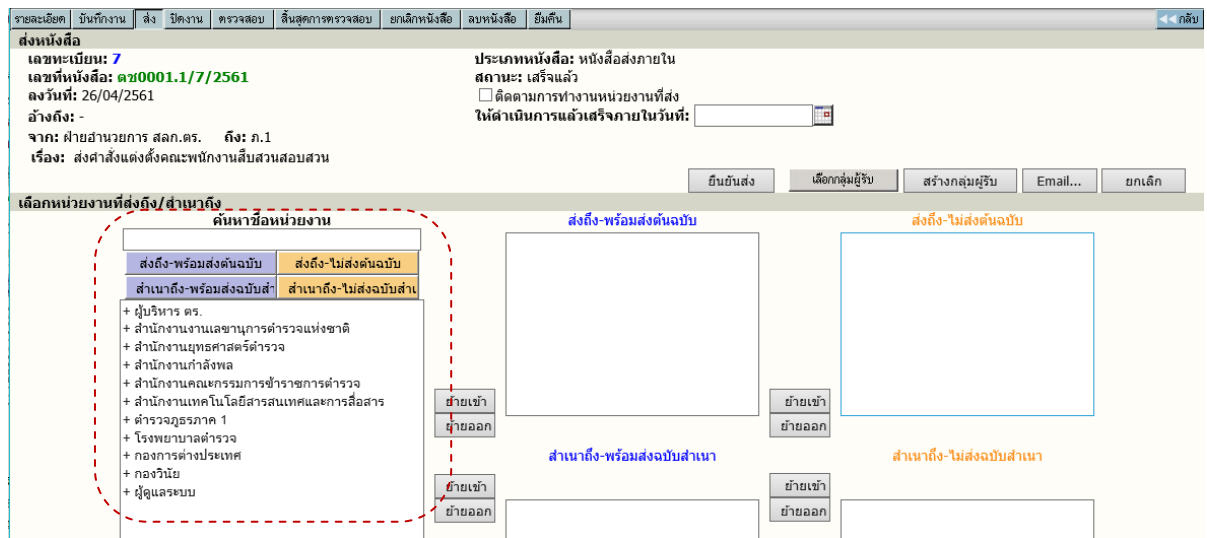 รายละเอียด บันทึกงาน ส่ง ปิดงาน ตรวจสอบ สิ้นสุดการตรวจสอบ ยกเลิกหนังสือ ลบหนังสือ ยืมคืน กลับ
ส่งหนังสือ
เลขทะเบียน: 7 ประเภทหนังสือ: หนังสือส่งภายใน
เลขที่หนังสือ: ตช0001.1/7/2561 สถานะ: เสร็จแล้ว
ลงวันที่: 26/04/2561 ติดตามการทำงานหน่วยงานที่ส่ง
อ้างถึง: - ให้ดำเนินการแล้วเสร็จภายในวันที่:
จาก: ฝ่ายอำนวยการ สลก.ตร. ถึง: ภ.1
เรื่อง: ส่งคำสั่งแต่งตั้งคณะพนักงานสืบสวนสอบสวน
ยืนยันส่ง เลือกกลุ่มผู้รับ สร้างกลุ่มผู้รับ Email... ยกเลิก
เลือกหน่วยงานที่ส่งถึง/สำเนาถึง
ค้นหาชื่อหน่วยงาน ส่งถึง-พร้อมส่งต้นฉบับ ส่งถึง-ไม่ส่งต้นฉบับ
ส่งถึง-พร้อมส่งต้นฉบับ ส่งถึง-ไม่ส่งต้นฉบับ
สำเนาถึง-พร้อมส่งฉบับสำ สำเนาถึง-ไม่ส่งฉบับสำเ
+ ผู้บริหาร ตร.
+ สำนักงานงานเลขานุการตำรวจแห่งชาติ
+ สำนักงานยุทธศาสตร์ตำรวจ
+ สำนักงานกำลังพล
+ สำนักงานคณะกรรมการข้าราชการตำรวจ
+ สำนักงานเทคโนโลยีสารสนเทศและการสื่อสาร ย้ายเข้า ย้ายเข้า
+ ตำรวจภูธรภาค 1 ย้ายออก ย้ายออก
+ โรงพยาบาลตำรวจ
+ กองการต่างประเทศ สำเนาถึง-พร้อมส่งฉบับสำเนา สำเนาถึง-ไม่ส่งฉบับสำเนา
+ กองวินัย
+ ผู้ดูแลระบบ ย้ายเข้า ย้ายเข้า
ย้ายออก ย้ายออก